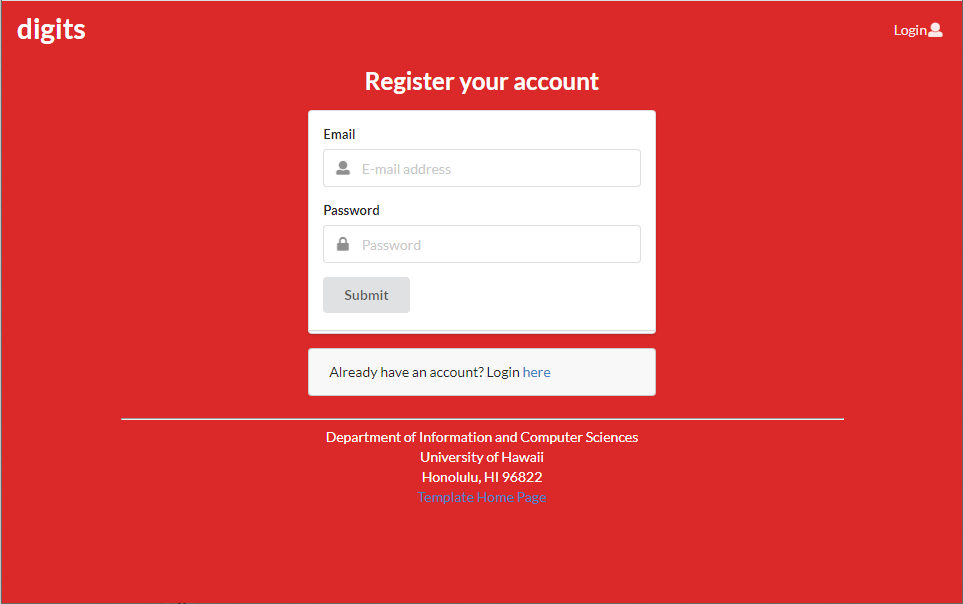 digits
Login
Register your account
Email
E-mail address
Password
Password
Submit
Already have an account? Login here
Department of Information and Computer Sciences
University of Hawaii
Honolulu, HI 96822
Template Home Page